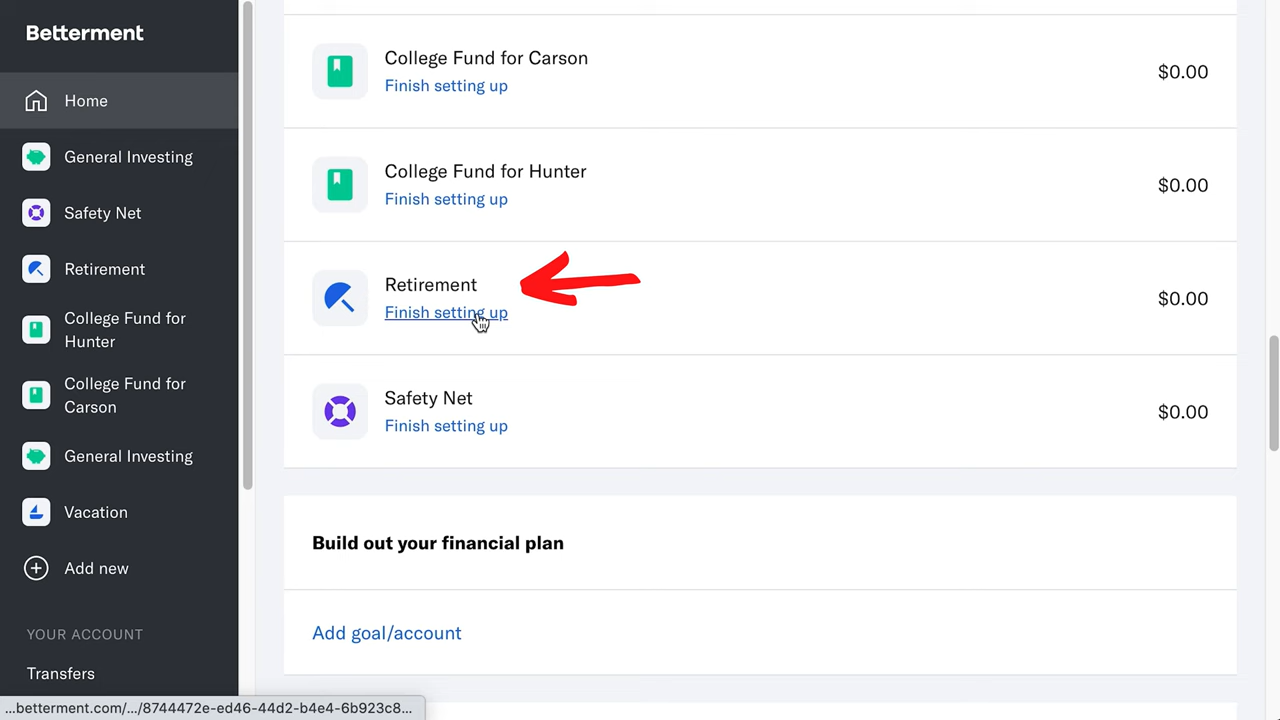 Betterment
Home
General Investing
Safety Net
Retirement
College Fund for
Hunter
College Fund for
Carson
General Investing
Vacation
Add new
YOUR ACCOUNT
Transfers
College Fund for Carson
Finish setting up
$0.00
College Fund for Hunter
Finish setting up
$0.00
Retirement
Finish setting up
$0.00
Safety Net
Finish setting up
$0.00
Build out your financial plan
Add goal/account
...betterment.com/.../8744472e-ed46-44d2-b4e4-6b923c8...